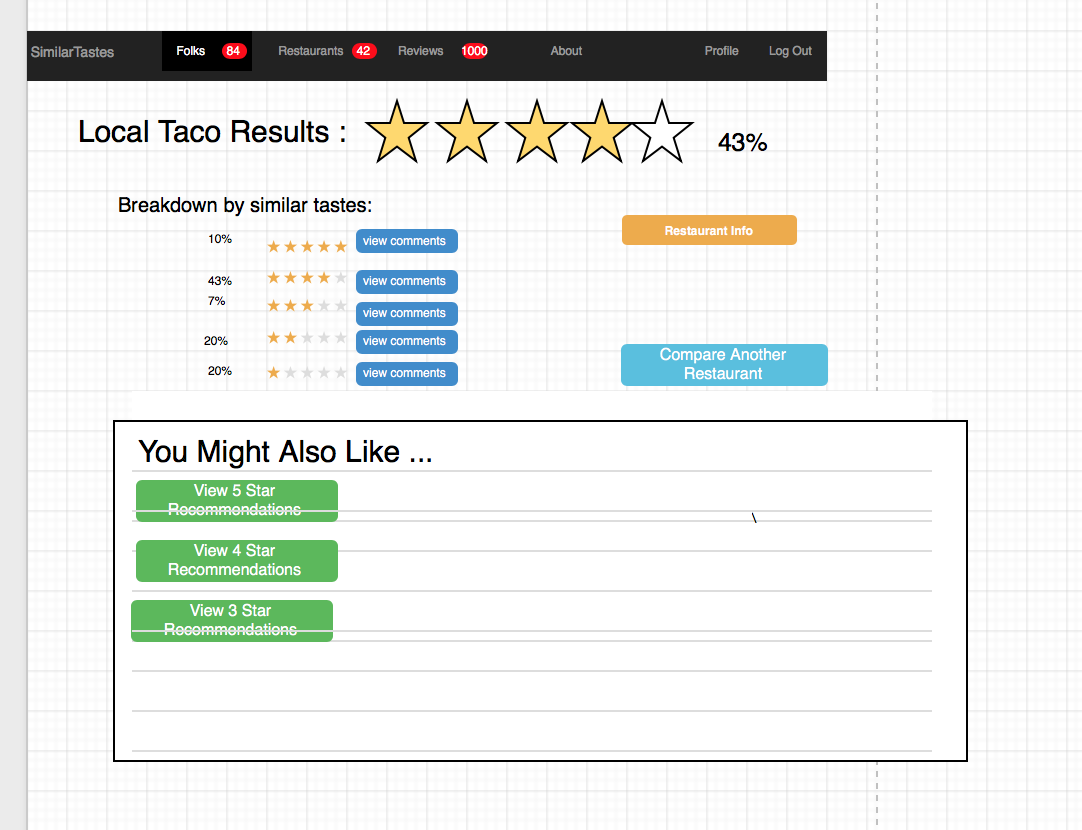 SimilarTastes Folks 84 Restaurants 42 Reviews 1000 About Profile Log Out
Local Taco Results : 43%
Breakdown by similar tastes:
10% view comments
Restaurant Info
43% view comments
7% view comments
20% view comments
20% view comments
Compare Another
Restaurant
You Might Also Like ...
View 5 Star
Recommendations
\
View 4 Star
Recommendations
View 3 Star
Recommendations